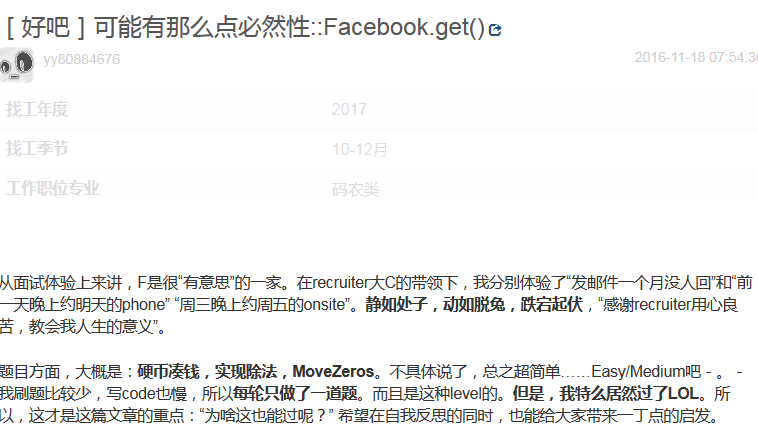 [ 好吧 ] 可能有那么点必然性::Facebook.get()
yy80884676
2016-11-18 07:54:36
找工年度 2017
找工季节 10-12月
工作职位专业 码农类
从面试体验上来讲，F是很“有意思”的一家。在recruiter大C的带领下，我分别体验了“发邮件一个月没人回”和“前
一天晚上约明天的phone” “周三晚上约周五的onsite”。静如处子，动如脱兔，跌宕起伏，“感谢recruiter用心良
苦，教会我人生的意义”。
题目方面，大概是：硬币凑钱，实现除法，MoveZeros。不具体说了，总之超简单……Easy/Medium吧 - 。 -
我刷题比较少，写code也慢，所以每轮只做了一道题。而且是这种level的。但是，我特么居然过了LOL。所
以，这才是这篇文章的重点：“为啥这也能过呢？” 希望在自我反思的同时，也能给大家带来一丁点的启发。